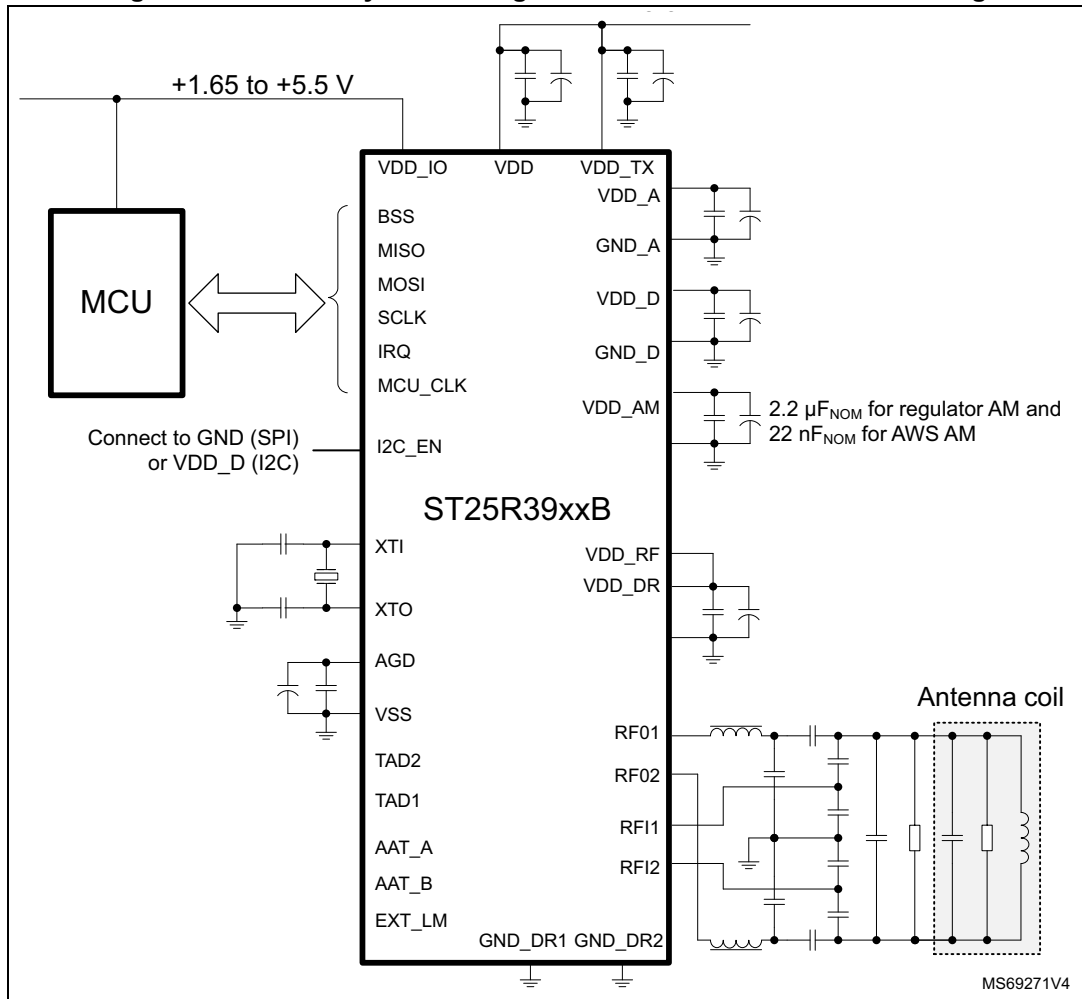 +1.65 to +5.5 V
VDD_IO
VDD
VDD_TX
VDD_A
BSS
GND_A
MISO
MOSI
VDD_D
MCU
SCLK
GND_D
IRQ
MCU_CLK
VDD_AM
2.2 µFNOM for regulator AM and
22 nFNOM for AWS AM
Connect to GND (SPI)
or VDD_D (I2C)
I2C_EN
ST25R39xxB
XTI
VDD_RF
VDD_DR
XTO
AGD
VSS
Antenna coil
RF01
TAD2
RF02
TAD1
RFI1
AAT_A
RFI2
AAT_B
EXT_LM
GND_DR1
GND_DR2
MS69271V4